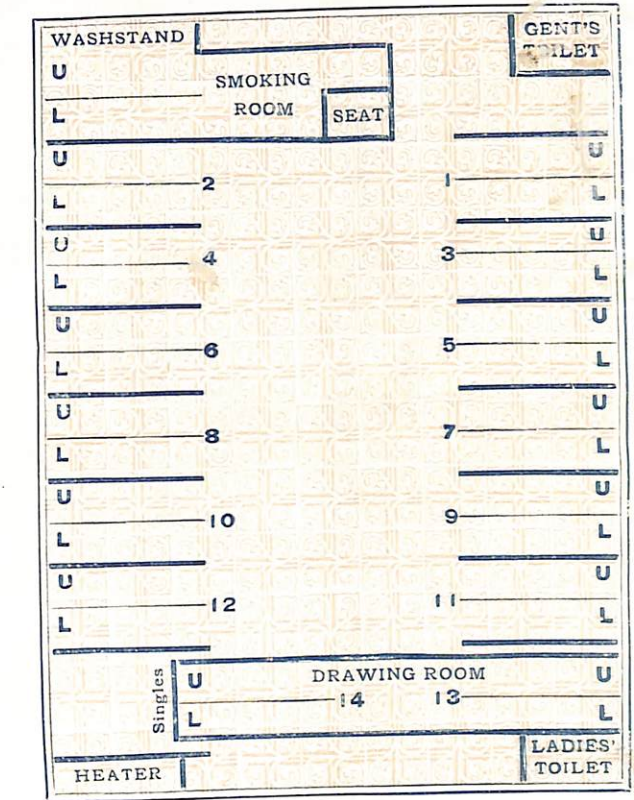 WASHSTAND
U
L
SMOKING
ROOM
SEAT
GENT'S
TOILET
U
2
L
U
1
L
U
4
L
U
3
L
U
6
L
U
5
L
U
8
L
U
7
L
U
10
L
U
9
L
U
12
L
U
11
L
Singles
U
DRAWING ROOM
U
14
13
L
L
HEATER
LADIES'
TOILET